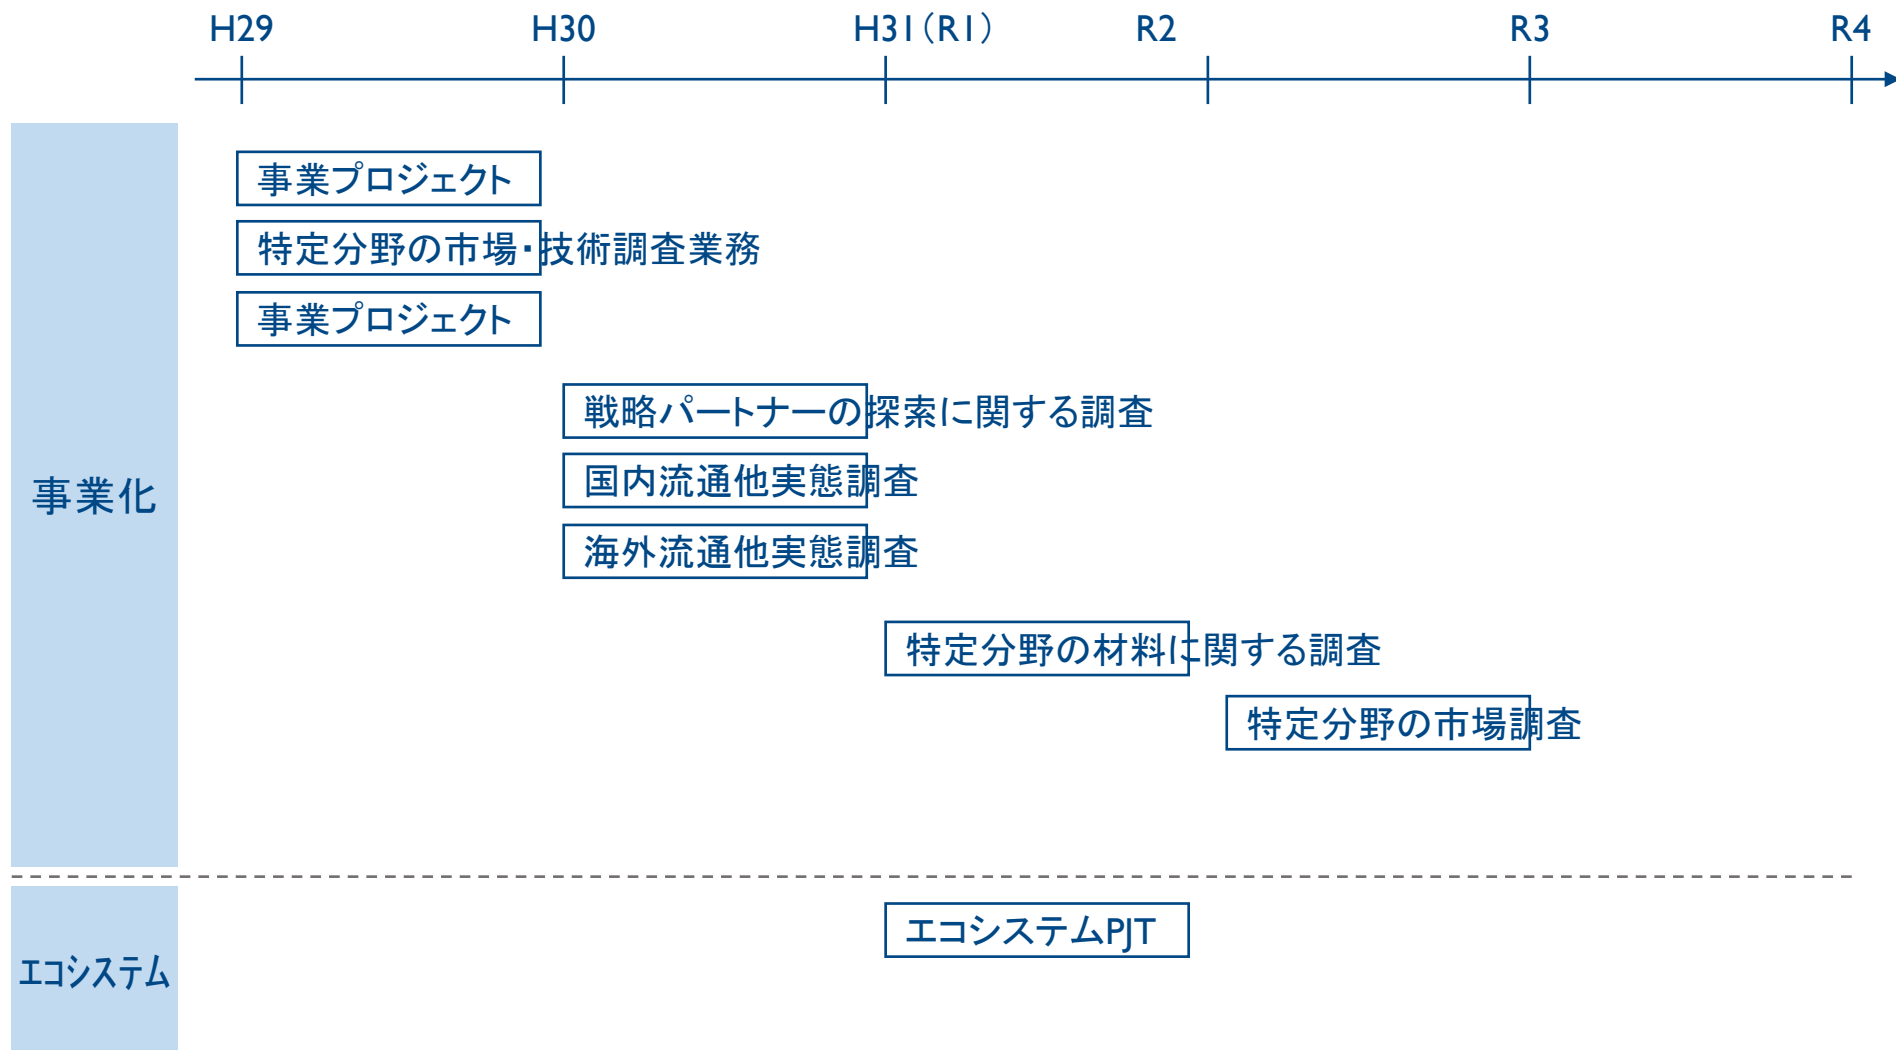 H29 H30 H31(R1) R2 R3 R4
事業化
事業プロジェクト
特定分野の市場・技術調査業務
事業プロジェクト
戦略パートナーの探索に関する調査
国内流通他実態調査
海外流通他実態調査
特定分野の材料に関する調査
特定分野の市場調査
エコシステム
エコシステムPJT